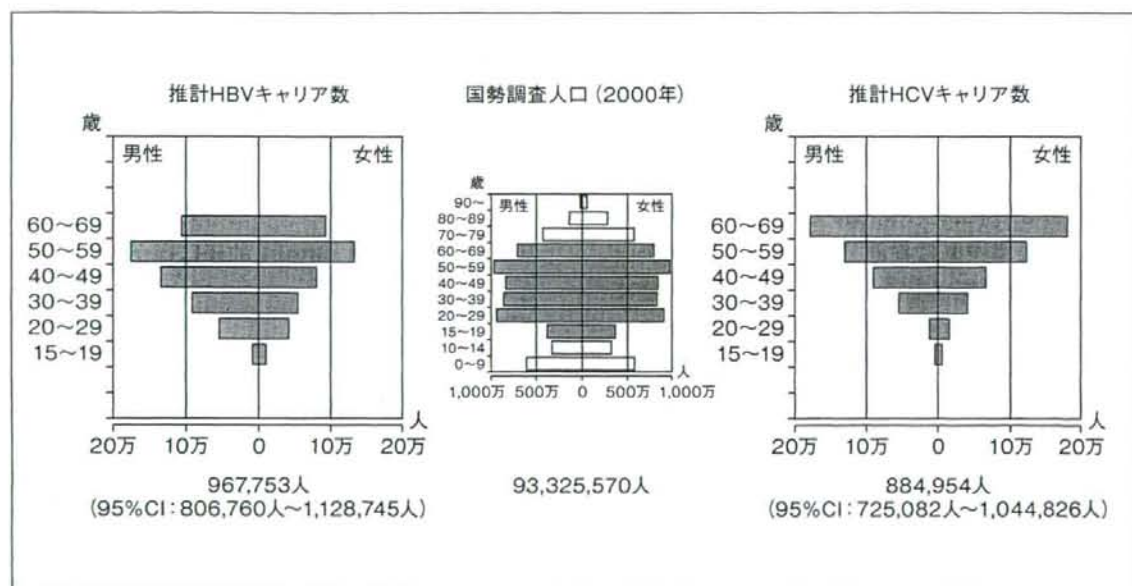 推計HBVキャリア数
歳
男性
女性
60～69
50～59
40～49
30～39
20～29
15～19
人
20万 10万 0 10万 20万
967,753人
(95%CI：806,760人～1,128,745人)
国勢調査人口（2000年）
歳
男性
女性
90～
80～89
70～79
60～69
50～59
40～49
30～39
20～29
15～19
10～14
0～9
人
1,000万 500万 0 500万 1,000万
93,325,570人
推計HCVキャリア数
歳
男性
女性
60～69
50～59
40～49
30～39
20～29
15～19
人
20万 10万 0 10万 20万
884,954人
(95%CI：725,082人～1,044,826人)